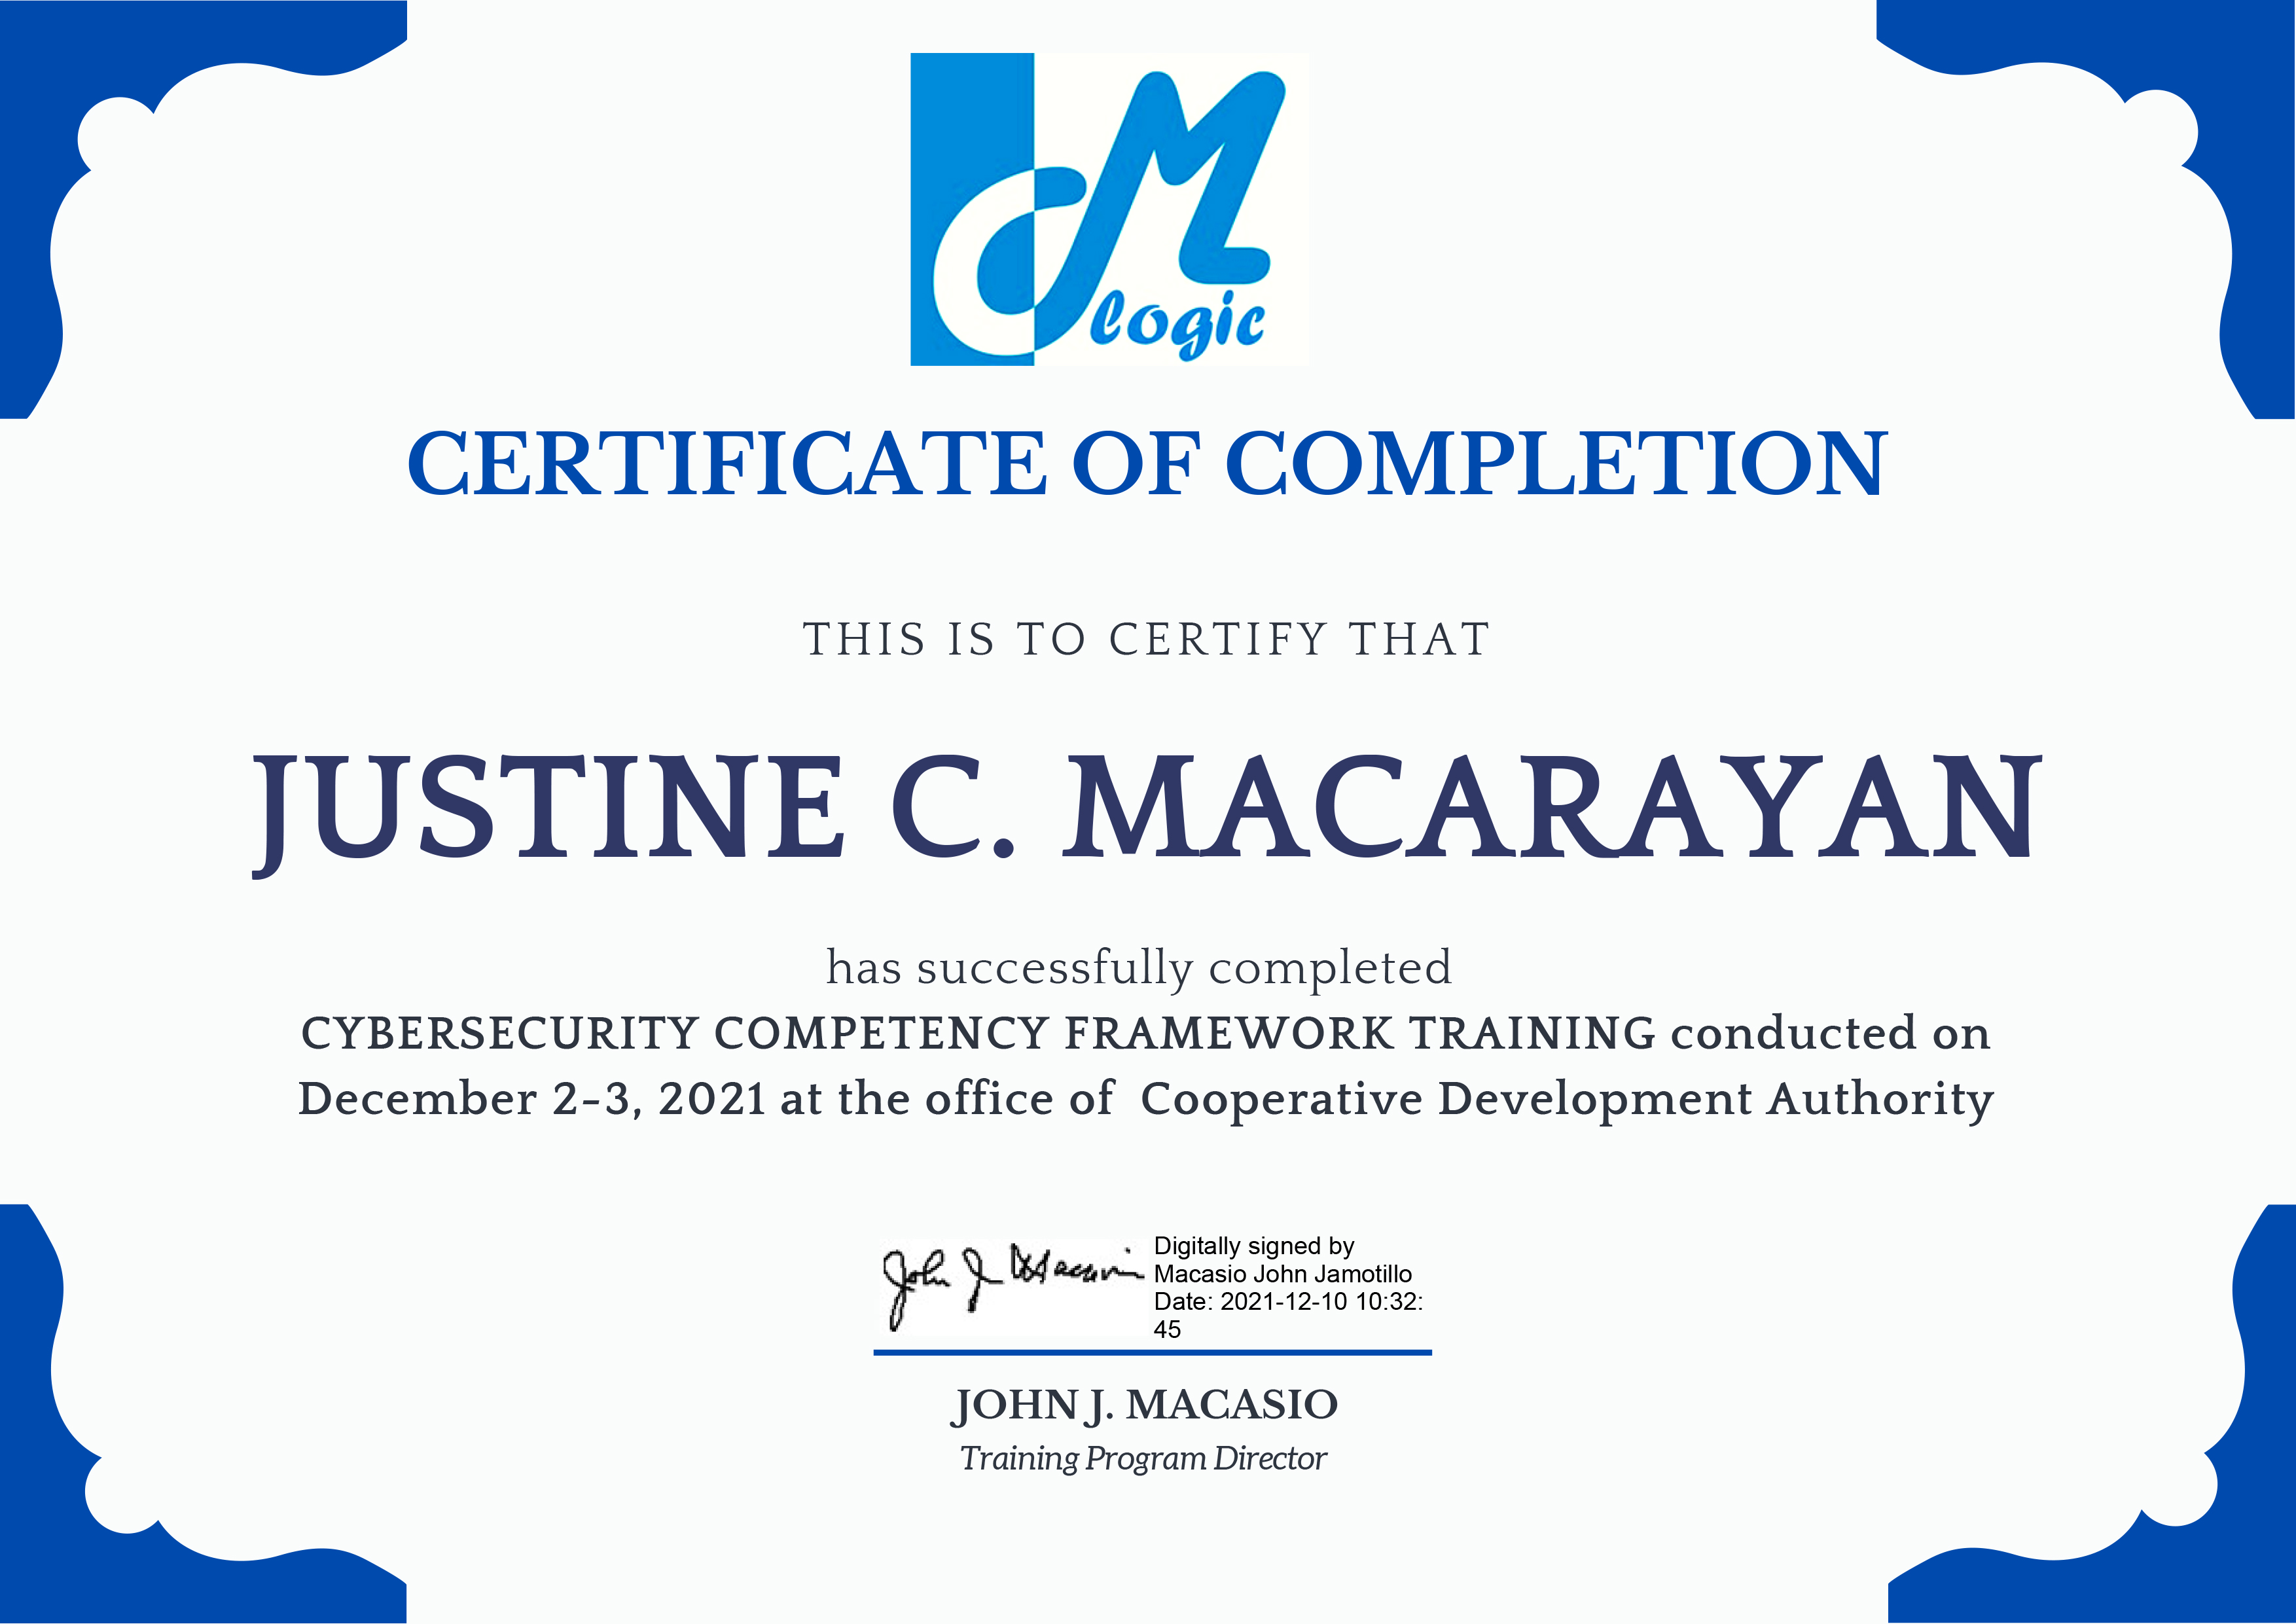 CM
logic
CERTIFICATE OF COMPLETION
THIS IS TO CERTIFY THAT
JUSTINE C. MACARAYAN
has successfully completed
CYBERSECURITY COMPETENCY FRAMEWORK TRAINING conducted on
December 2-3, 2021 at the office of Cooperative Development Authority
John J Macasio
Digitally signed by
Macasio John Jamotillo
Date: 2021-12-10 10:32:
45
JOHN J. MACASIO
Training Program Director